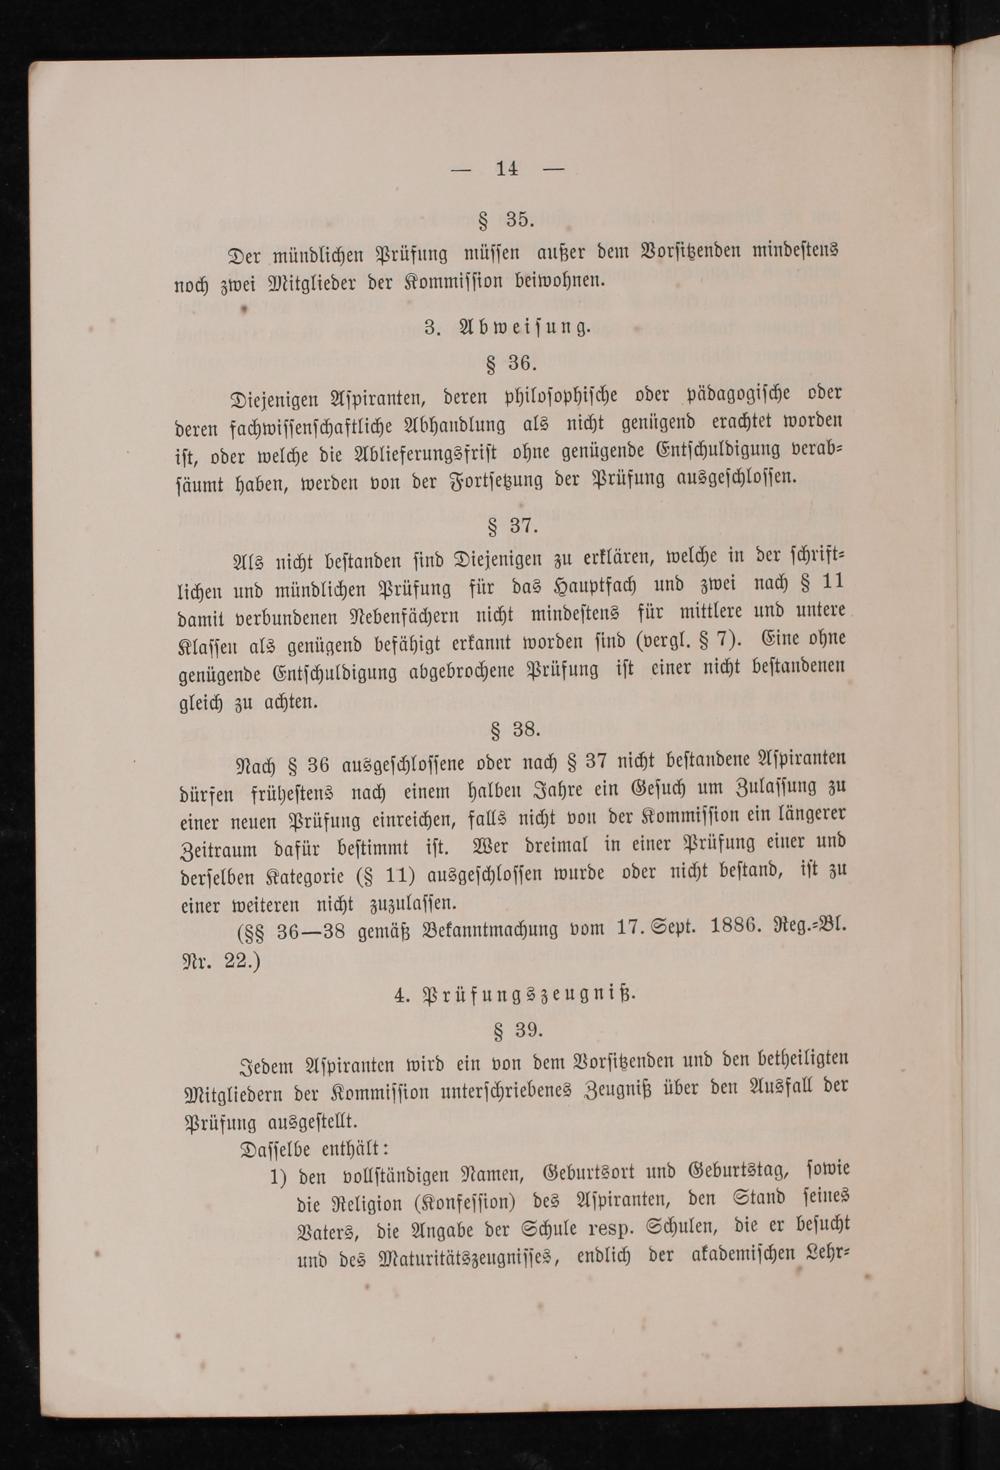 — 14 —
§ 35.
Der mündlichen Prüfung müssen außer dem Vorsitzenden mindestens
noch zwei Mitglieder der Kommission beiwohnen.
3. Abweisung.
§ 36.
Diejenigen Aspiranten, deren philosophische oder pädagogische oder
deren fachwissenschaftliche Abhandlung als nicht genügend erachtet worden
ist, oder welche die Ablieferungsfrist ohne genügende Entschuldigung verab-
säumt haben, werden von der Fortsetzung der Prüfung ausgeschlossen.
§ 37.
Als nicht bestanden sind Diejenigen zu erklären, welche in der schrift-
lichen und mündlichen Prüfung für das Hauptfach und zwei nach § 11
damit verbundenen Nebenfächern nicht mindestens für mittlere und untere
Klassen als genügend befähigt erkannt worden sind (vergl. § 7). Eine ohne
genügende Entschuldigung abgebrochene Prüfung ist einer nicht bestandenen
gleich zu achten.
§ 38.
Nach § 36 ausgeschlossene oder nach § 37 nicht bestandene Aspiranten
dürfen frühestens nach einem halben Jahre ein Gesuch um Zulassung zu
einer neuen Prüfung einreichen, falls nicht von der Kommission ein längerer
Zeitraum dafür bestimmt ist. Wer dreimal in einer Prüfung einer und
derselben Kategorie (§ 11) ausgeschlossen wurde oder nicht bestand, ist zu
einer weiteren nicht zuzulassen.
(§§ 36—38 gemäß Bekanntmachung vom 17. Sept. 1886. Reg.-Bl.
Nr. 22.)
4. Prüfungszeugniß.
§ 39.
Jedem Aspiranten wird ein von dem Vorsitzenden und den betheiligten
Mitgliedern der Kommission unterschriebenes Zeugniß über den Ausfall der
Prüfung ausgestellt.
Dasselbe enthält:
1) den vollständigen Namen, Geburtsort und Geburtstag, sowie
die Religion (Konfession) des Aspiranten, den Stand seines
Vaters, die Angabe der Schule resp. Schulen, die er besucht
und des Maturitätszeugnisses, endlich der akademischen Lehr-